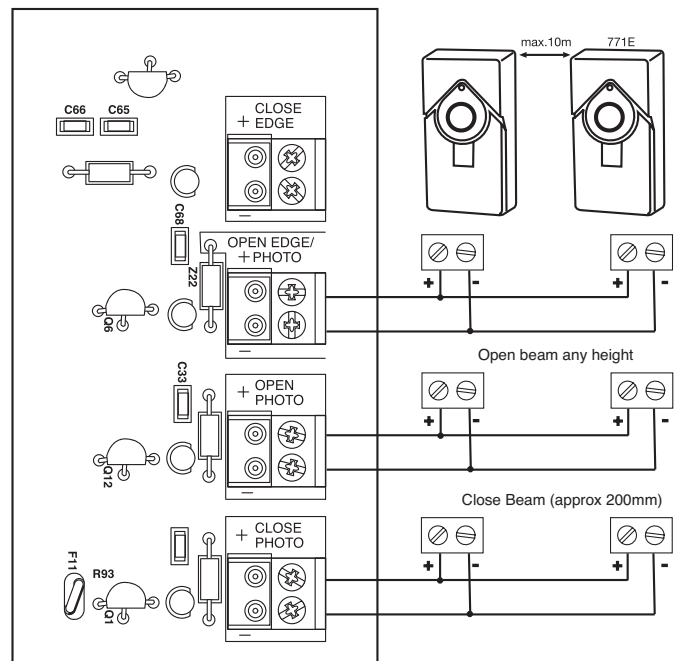 max.10m
771E
C66 C65
+ CLOSE
EDGE
–
C68
OPEN EDGE/
+ PHOTO
Z22
Q6
–
+ - + -
Open beam any height
C33
+ OPEN
PHOTO
Q12
–
+ - + -
Close Beam (approx 200mm)
+ CLOSE
PHOTO
F11
R93
Q1
–
+ - + -